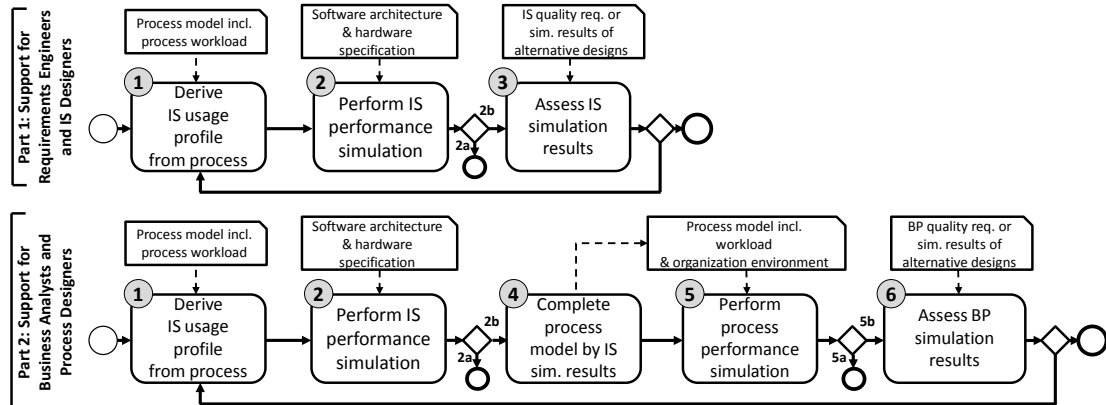 Part 1: Support for
Requirements Engineers
and IS Designers
Process model incl.
process workload
Software architecture
& hardware
specification
IS quality req. or
sim. results of
alternative designs
1
Derive
IS usage
profile
from process
2
Perform IS
performance
simulation
2b
2a
3
Assess IS
simulation
results
Part 2: Support for
Business Analysts and
Process Designers
Process model incl.
process workload
Software architecture
& hardware
specification
Process model incl.
workload
& organization environment
BP quality req. or
sim. results of
alternative designs
1
Derive
IS usage
profile
from process
2
Perform IS
performance
simulation
2b
2a
4
Complete
process
model by IS
sim. results
5
Perform
process
performance
simulation
5b
5a
6
Assess BP
simulation
results